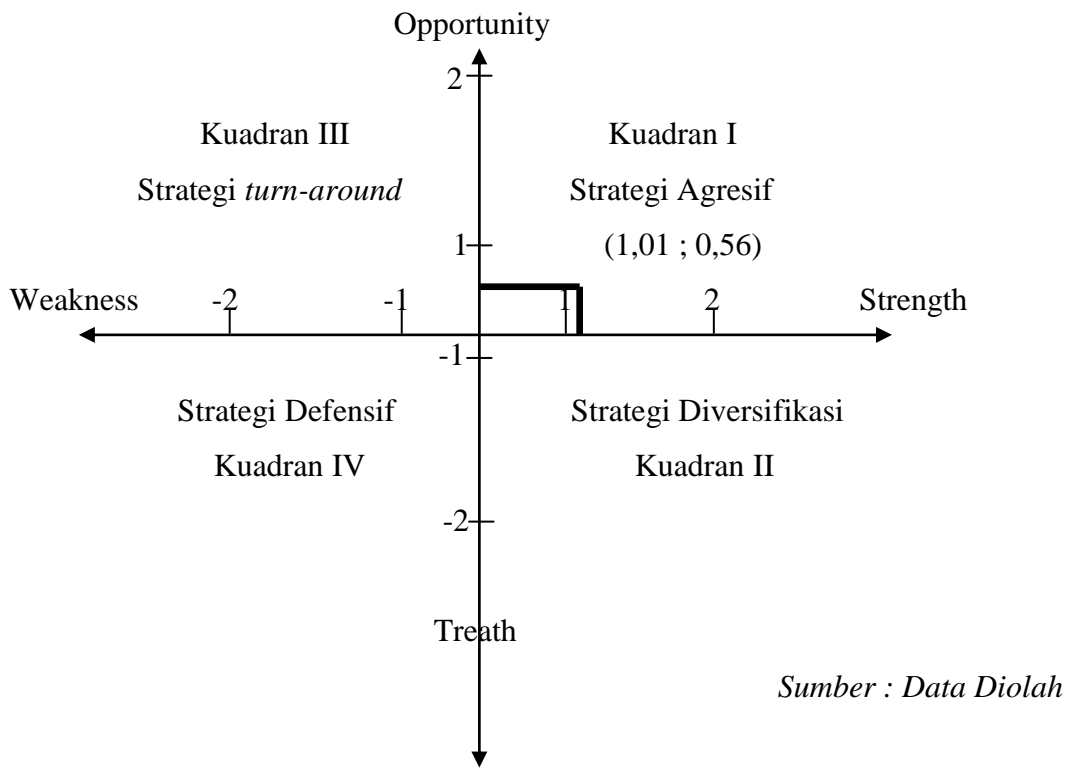 Opportunity
2
Kuadran III Kuadran I
Strategi turn-around Strategi Agresif
1 (1,01 ; 0,56)
Weakness -2 -1 1 2 Strength
-1
Strategi Defensif Strategi Diversifikasi
Kuadran IV Kuadran II
-2
Treath
Sumber : Data Diolah